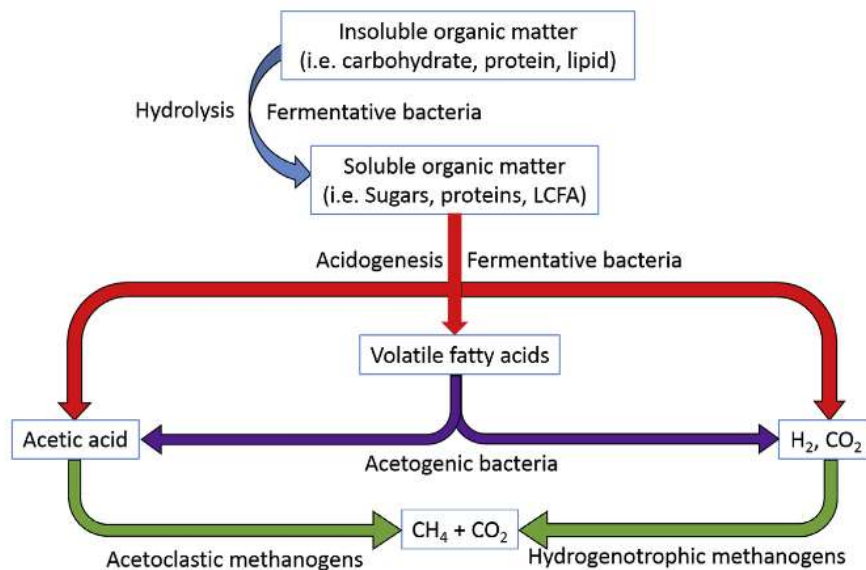 Insoluble organic matter
(i.e. carbohydrate, protein, lipid)
Hydrolysis
Fermentative bacteria
Soluble organic matter
(i.e. Sugars, proteins, LCFA)
Acidogenesis
Fermentative bacteria
Volatile fatty acids
Acetic acid
H₂, CO₂
Acetogenic bacteria
CH₄ + CO₂
Acetoclastic methanogens
Hydrogenotrophic methanogens